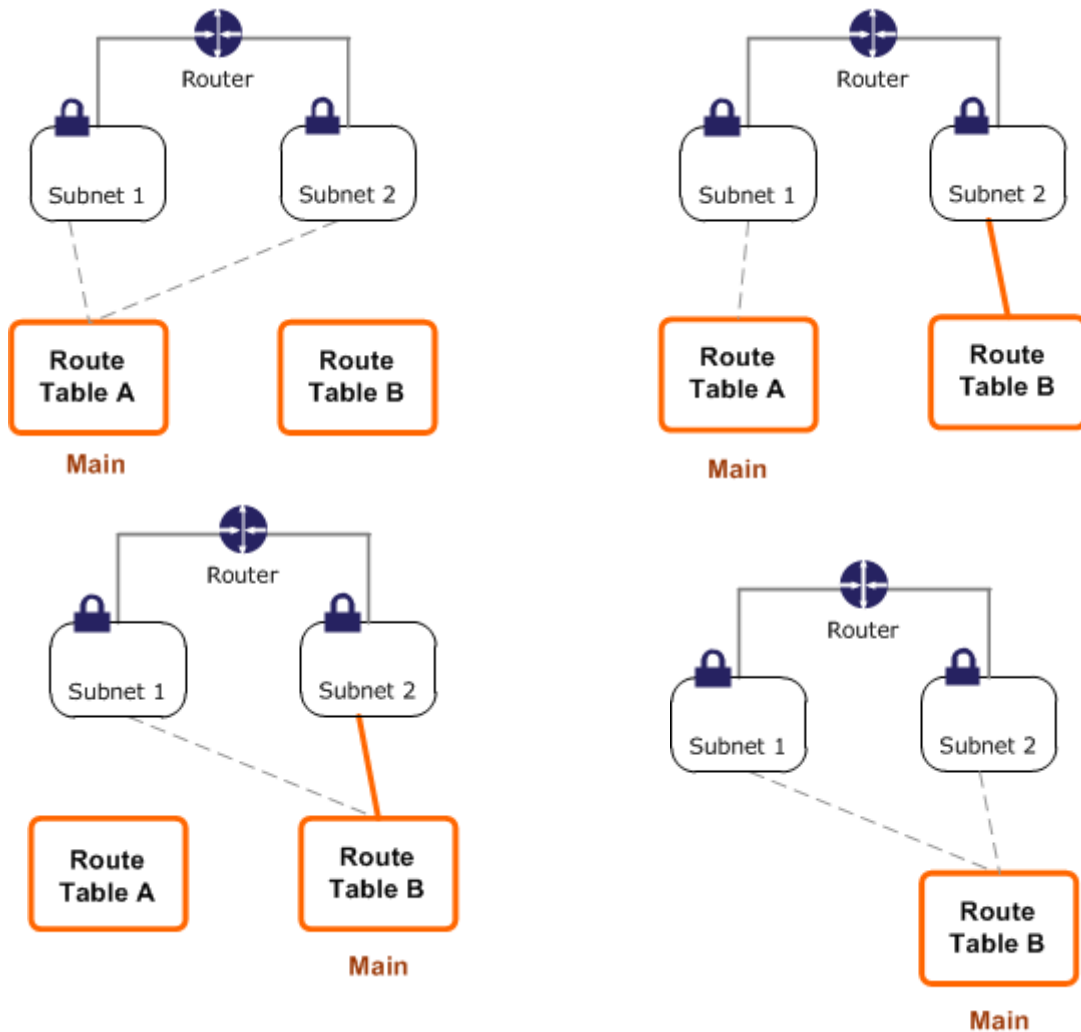 Router
Subnet 1
Subnet 2
Route
Table A
Route
Table B
Main
Router
Subnet 1
Subnet 2
Route
Table A
Route
Table B
Main
Router
Subnet 1
Subnet 2
Route
Table A
Route
Table B
Main
Router
Subnet 1
Subnet 2
Route
Table B
Main